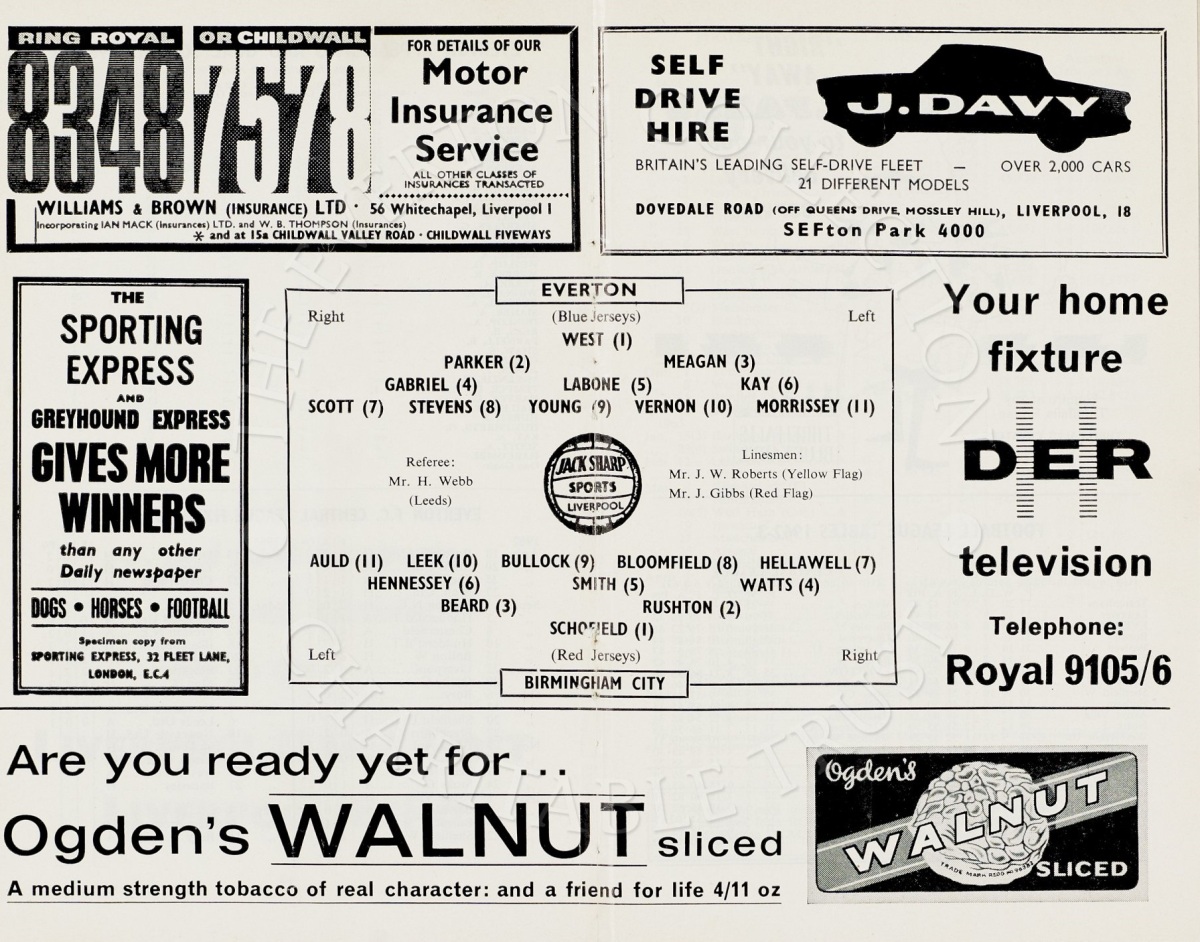 RING ROYAL
8348
OR CHILDWALL
7578
FOR DETAILS OF OUR
Motor
Insurance
Service
ALL OTHER CLASSES OF
INSURANCES TRANSACTED
WILLIAMS & BROWN (INSURANCE) LTD · 56 Whitechapel, Liverpool 1
Incorporating IAN MACK (Insurances) LTD. and W. B. THOMPSON (Insurances)
* and at 15a CHILDWALL VALLEY ROAD · CHILDWALL FIVEWAYS
SELF
DRIVE
HIRE
J. DAVY
BRITAIN'S LEADING SELF-DRIVE FLEET — OVER 2,000 CARS
21 DIFFERENT MODELS
DOVEDALE ROAD (OFF QUEENS DRIVE, MOSSLEY HILL), LIVERPOOL, 18
SEFton Park 4000
THE
SPORTING
EXPRESS
AND
GREYHOUND EXPRESS
GIVES MORE
WINNERS
than any other
Daily newspaper
DOGS • HORSES • FOOTBALL
Specimen copy from
SPORTING EXPRESS, 32 FLEET LANE,
LONDON, E.C.4
EVERTON
Right (Blue Jerseys) Left
WEST (1)
PARKER (2) MEAGAN (3)
GABRIEL (4) LABONE (5) KAY (6)
SCOTT (7) STEVENS (8) YOUNG (9) VERNON (10) MORRISSEY (11)
Referee:
Mr. H. Webb
(Leeds)
JACK SHARP
SPORTS
LIVERPOOL
Linesmen:
Mr. J. W. Roberts (Yellow Flag)
Mr. J. Gibbs (Red Flag)
AULD (11) LEEK (10) BULLOCK (9) BLOOMFIELD (8) HELLAWELL (7)
HENNESSEY (6) SMITH (5) WATTS (4)
BEARD (3) RUSHTON (2)
SCHOFIELD (1)
Left (Red Jerseys) Right
BIRMINGHAM CITY
Your home
fixture
DER
television
Telephone:
Royal 9105/6
Are you ready yet for...
Ogden's WALNUT sliced
A medium strength tobacco of real character: and a friend for life 4/11 oz
Ogden's
WALNUT
SLICED
THE EVERTON COLLECTION
CHARITABLE TRUST